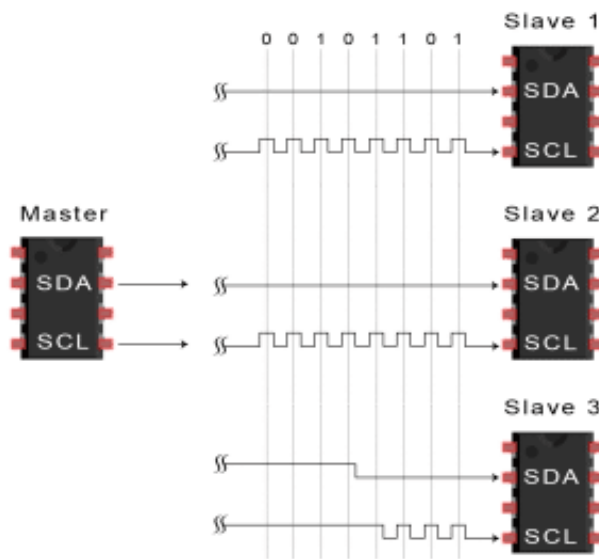 Slave 1
0 0 1 0 1 1 0 1
SDA
SCL
Master
SDA
SCL
Slave 2
SDA
SCL
Slave 3
SDA
SCL